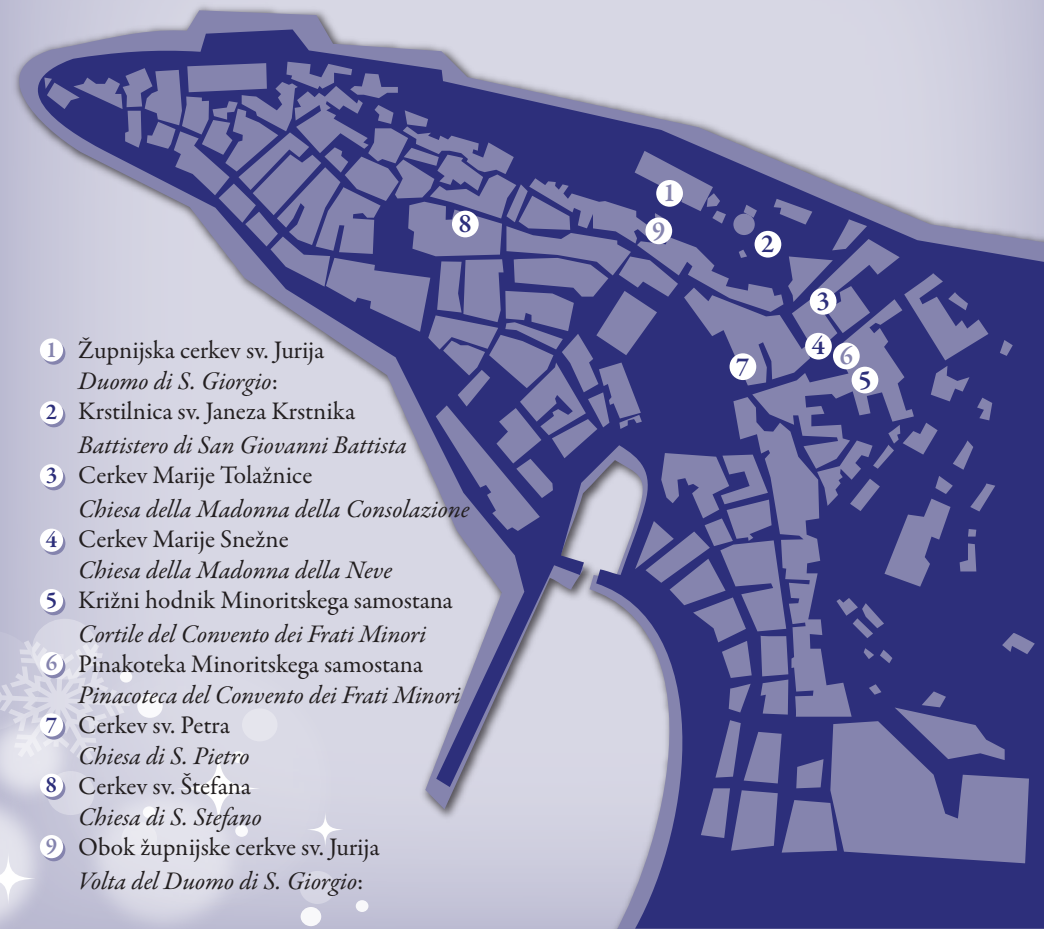 1
9
8
2
3
4
6
7
5
1 Župnijska cerkev sv. Jurija
Duomo di S. Giorgio:
2 Krstilnica sv. Janeza Krstnika
Battistero di San Giovanni Battista
3 Cerkev Marije Tolažnice
Chiesa della Madonna della Consolazione
4 Cerkev Marije Snežne
Chiesa della Madonna della Neve
5 Križni hodnik Minoritskega samostana
Cortile del Convento dei Frati Minori
6 Pinakoteka Minoritskega samostana
Pinacoteca del Convento dei Frati Minori
7 Cerkev sv. Petra
Chiesa di S. Pietro
8 Cerkev sv. Štefana
Chiesa di S. Stefano
9 Obok župnijske cerkve sv. Jurija
Volta del Duomo di S. Giorgio: